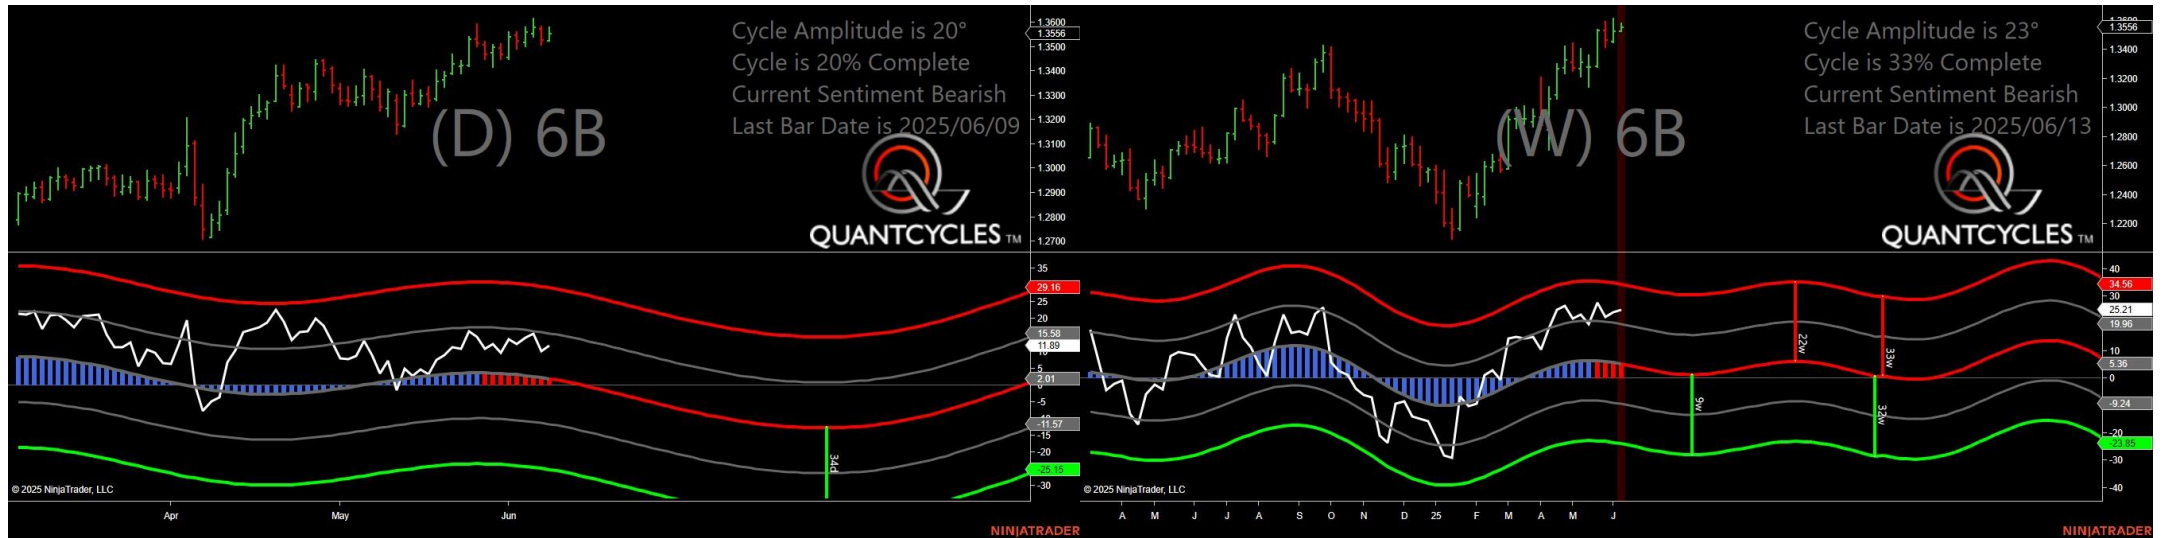 Cycle Amplitude is 20°
Cycle is 20% Complete
Current Sentiment Bearish
Last Bar Date is 2025/06/09
(D) 6B
QUANTCYCLES TM
1.3600
1.3556
1.3500
1.3400
1.3300
1.3200
1.3100
1.3000
1.2900
1.2800
1.2700
35
29.16
25
20
15.58
11.89
10
5
2.01
-5
-11.57
-15
-20
-25.15
-30
34d
© 2025 NinjaTrader, LLC
Apr May Jun
NINJATRADER
Cycle Amplitude is 23°
Cycle is 33% Complete
Current Sentiment Bearish
Last Bar Date is 2025/06/13
(W) 6B
QUANTCYCLES TM
1.3556
1.3400
1.3200
1.3000
1.2800
1.2600
1.2400
1.2200
40
34.56
30
25.21
19.96
10
5.36
0
-9.24
-20
-23.85
-30
-40
22w
33w
9w
32w
© 2025 NinjaTrader, LLC
A M J J A S O N D 25 F M A M J
NINJATRADER